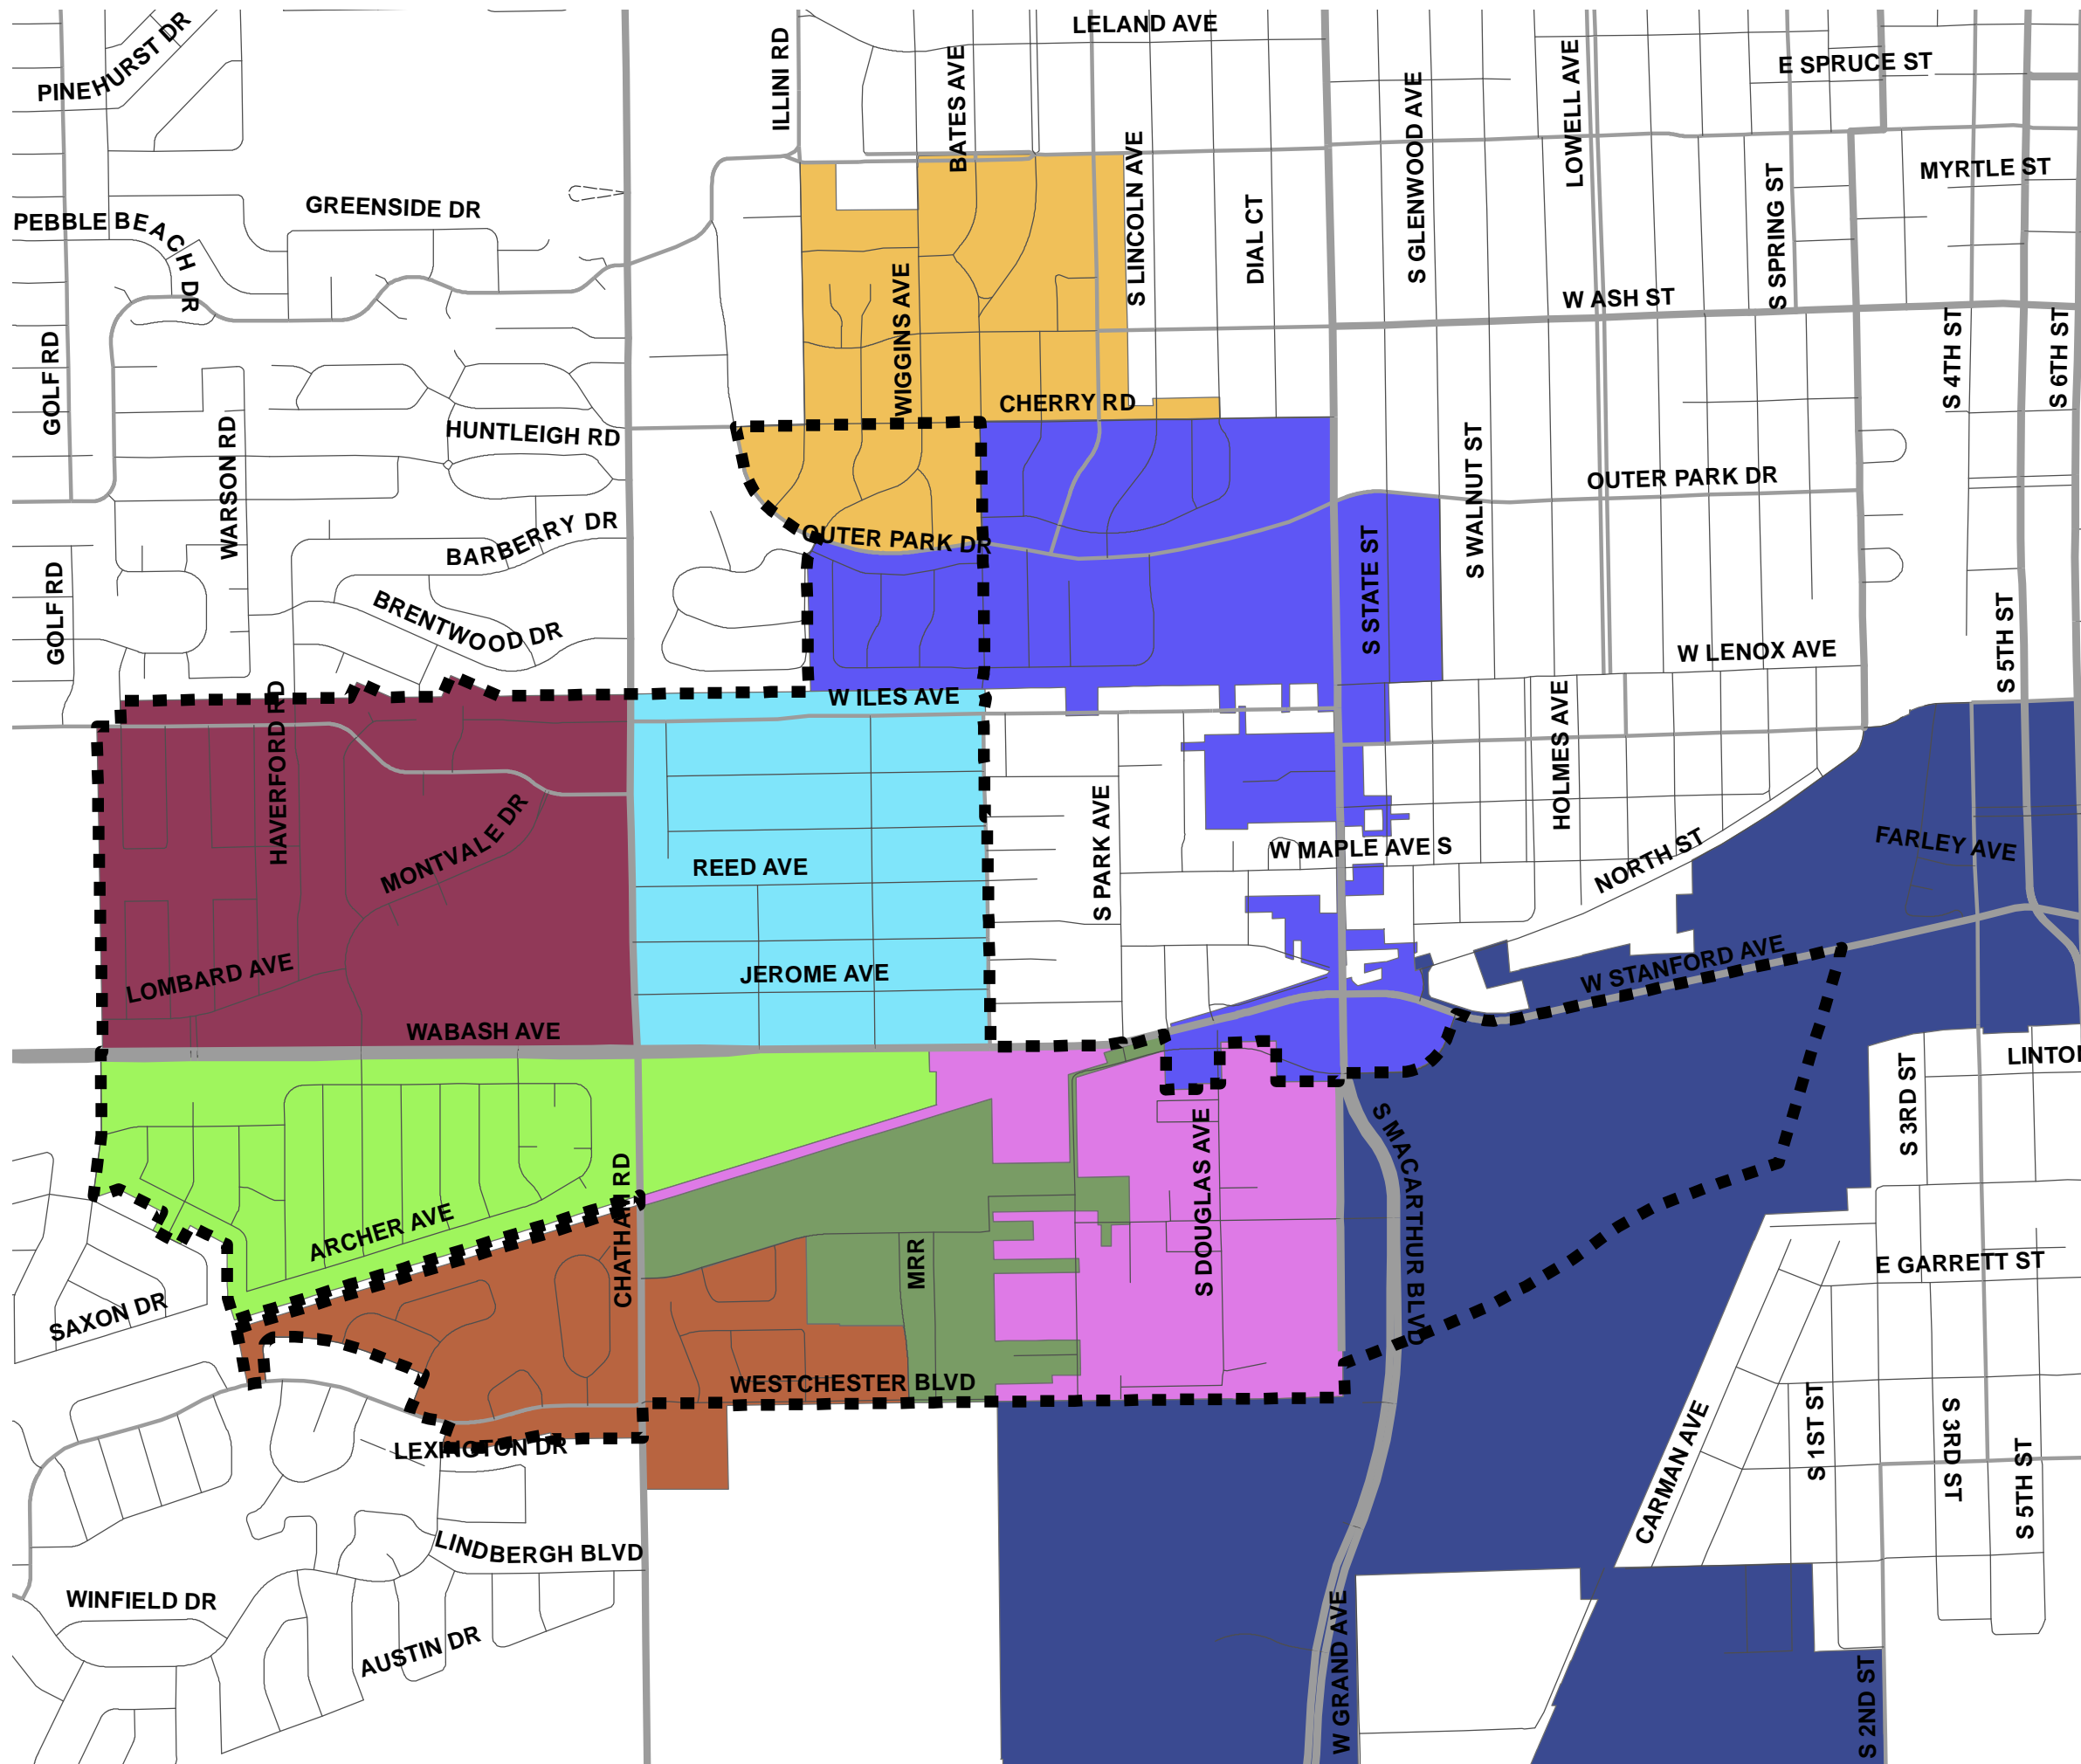 LELAND AVE
PINEHURST DR
ILLINI RD
BATES AVE
S GLENWOOD AVE
LOWELL AVE
E SPRUCE ST
MYRTLE ST
S LINCOLN AVE
DIAL CT
S SPRING ST
GREENSIDE DR
PEBBLE BEACH DR
W ASH ST
WIGGINS AVE
GOLF RD
S 4TH ST
S 6TH ST
CHERRY RD
HUNTLEIGH RD
WARSON RD
S WALNUT ST
OUTER PARK DR
BARBERRY DR
OUTER PARK DR
S STATE ST
GOLF RD
BRENTWOOD DR
S 5TH ST
W LENOX AVE
W ILES AVE
HAVERFORD RD
HOLMES AVE
MONTVALE DR
REED AVE
S PARK AVE
W MAPLE AVE S
NORTH ST
FARLEY AVE
LOMBARD AVE
JEROME AVE
W STANFORD AVE
WABASH AVE
LINTO
S 3RD ST
S DOUGLAS AVE
S MACARTHUR BLVD
CHATHAM RD
ARCHER AVE
MRR
E GARRETT ST
SAXON DR
WESTCHESTER BLVD
LEXINGTON DR
CARMAN AVE
S 1ST ST
S 3RD ST
S 5TH ST
LINDBERGH BLVD
WINFIELD DR
AUSTIN DR
W GRAND AVE
S 2ND ST